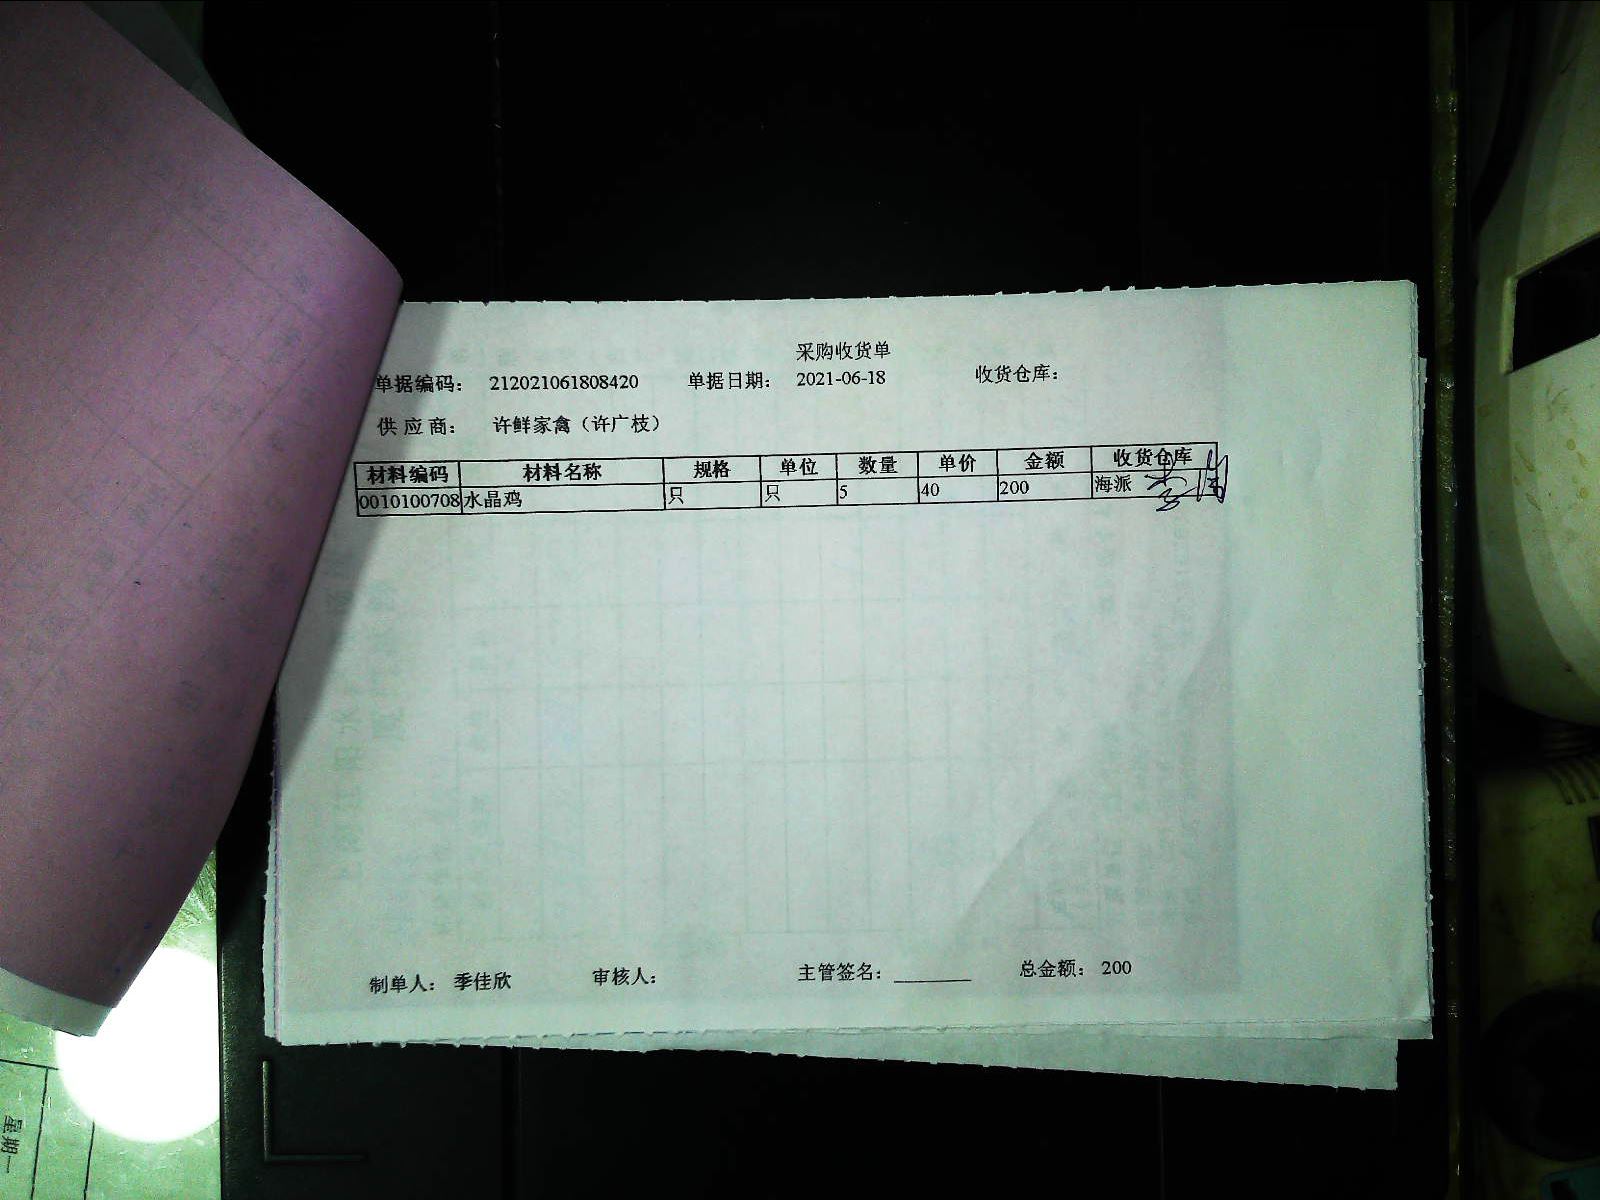 采购收货单
单据编码： 212021061808420 单据日期： 2021-06-18 收货仓库：
供 应 商： 许鲜家禽（许广枝）
材料编码 材料名称 规格 单位 数量 单价 金额 收货仓库
0010100708 水晶鸡 只 只 5 40 200 海派
制单人： 季佳欣 审核人： 主管签名： 总金额： 200
星期一